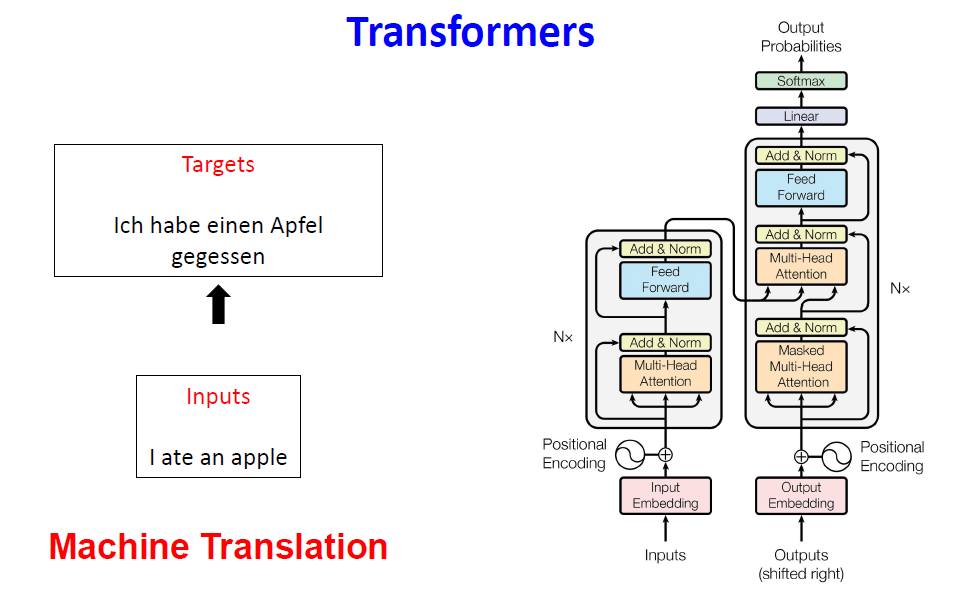 Transformers
Targets
Ich habe einen Apfel
gegessen
Inputs
I ate an apple
Machine Translation
Output
Probabilities
Softmax
Linear
Add & Norm
Feed
Forward
Add & Norm
Multi-Head
Attention
Add & Norm
Masked
Multi-Head
Attention
Nx
Add & Norm
Feed
Forward
Add & Norm
Multi-Head
Attention
Nx
Positional
Encoding
Positional
Encoding
Input
Embedding
Output
Embedding
Inputs
Outputs
(shifted right)